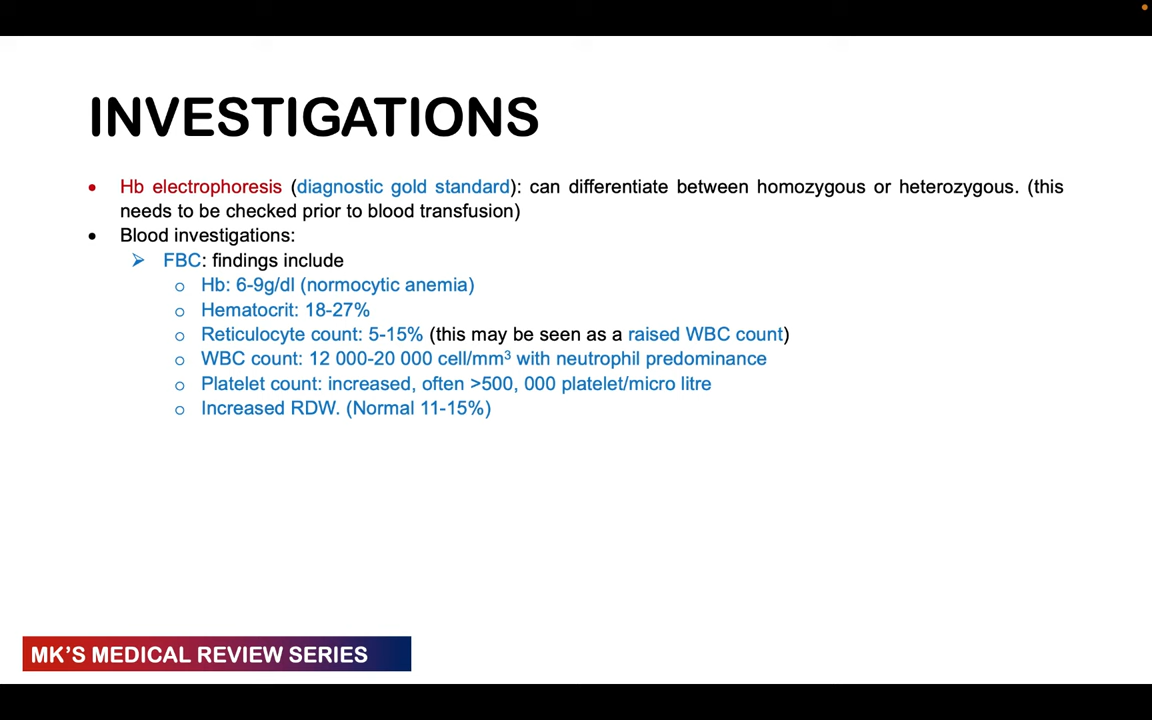 INVESTIGATIONS
• Hb electrophoresis (diagnostic gold standard): can differentiate between homozygous or heterozygous. (this
needs to be checked prior to blood transfusion)
• Blood investigations:
➢ FBC: findings include
o Hb: 6-9g/dl (normocytic anemia)
o Hematocrit: 18-27%
o Reticulocyte count: 5-15% (this may be seen as a raised WBC count)
o WBC count: 12 000-20 000 cell/mm³ with neutrophil predominance
o Platelet count: increased, often >500, 000 platelet/micro litre
o Increased RDW. (Normal 11-15%)
MK'S MEDICAL REVIEW SERIES